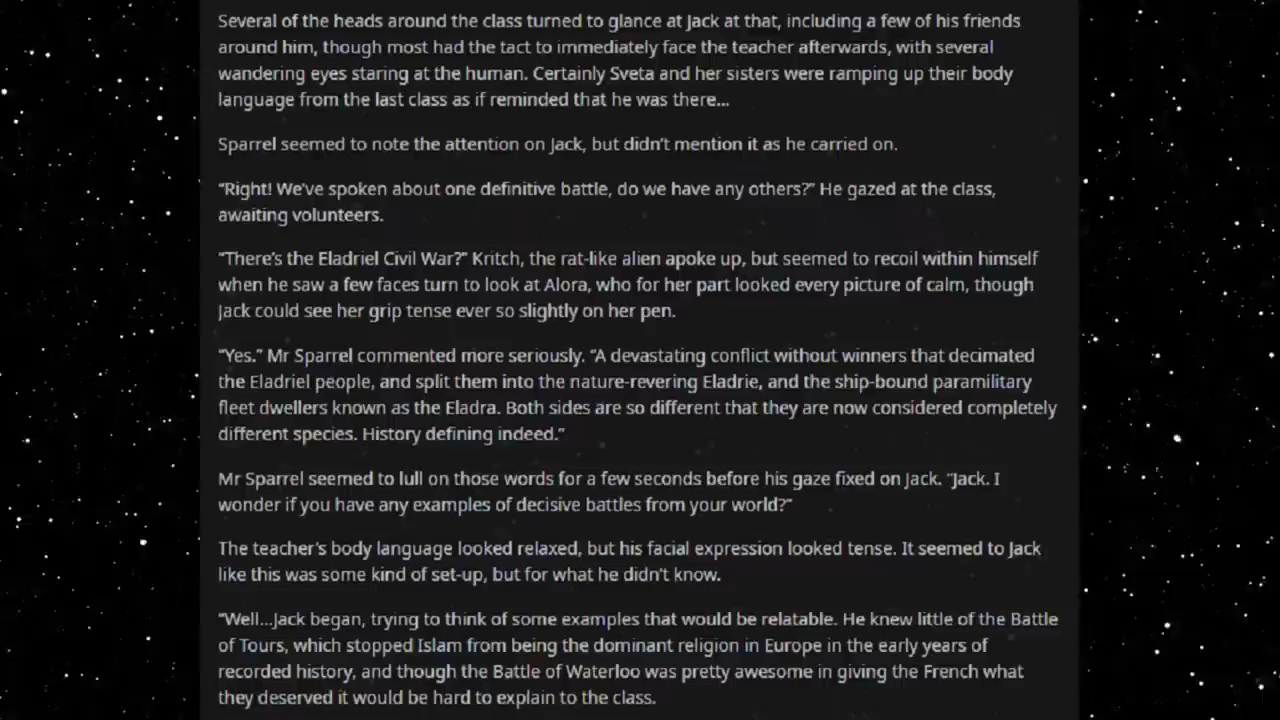 Several of the heads around the class turned to glance at Jack at that, including a few of his friends
around him, though most had the tact to immediately face the teacher afterwards, with several
wandering eyes staring at the human. Certainly Sveta and her sisters were ramping up their body
language from the last class as if reminded that he was there...
Sparrel seemed to note the attention on Jack, but didn't mention it as he carried on.
“Right! We've spoken about one definitive battle, do we have any others?” He gazed at the class,
awaiting volunteers.
“There's the Eladriel Civil War?” Kritch, the rat-like alien apoke up, but seemed to recoil within himself
when he saw a few faces turn to look at Alora, who for her part looked every picture of calm, though
Jack could see her grip tense ever so slightly on her pen.
“Yes.” Mr Sparrel commented more seriously. “A devastating conflict without winners that decimated
the Eladriel people, and split them into the nature-revering Eladrie, and the ship-bound paramilitary
fleet dwellers known as the Eladra. Both sides are so different that they are now considered completely
different species. History defining indeed.”
Mr Sparrel seemed to lull on those words for a few seconds before his gaze fixed on Jack. “Jack. I
wonder if you have any examples of decisive battles from your world?”
The teacher's body language looked relaxed, but his facial expression looked tense. It seemed to Jack
like this was some kind of set-up, but for what he didn't know.
“Well...Jack began, trying to think of some examples that would be relatable. He knew little of the Battle
of Tours, which stopped Islam from being the dominant religion in Europe in the early years of
recorded history, and though the Battle of Waterloo was pretty awesome in giving the French what
they deserved it would be hard to explain to the class.